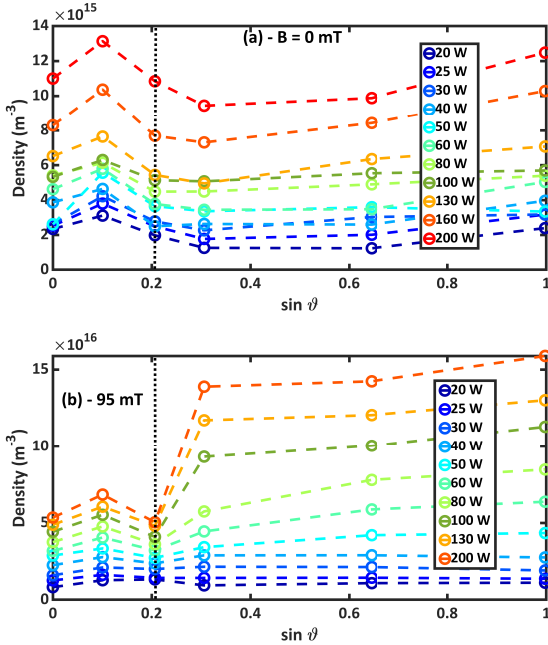 ×10^15
(a) - B = 0 mT
14
12
10
8
6
4
2
0
Density (m^-3)
20 W
25 W
30 W
40 W
50 W
60 W
80 W
100 W
130 W
160 W
200 W
0 0.2 0.4 0.6 0.8 1
sin ϑ
×10^16
(b) - 95 mT
15
10
5
0
Density (m^-3)
20 W
25 W
30 W
40 W
50 W
60 W
80 W
100 W
130 W
200 W
0 0.2 0.4 0.6 0.8 1
sin ϑ